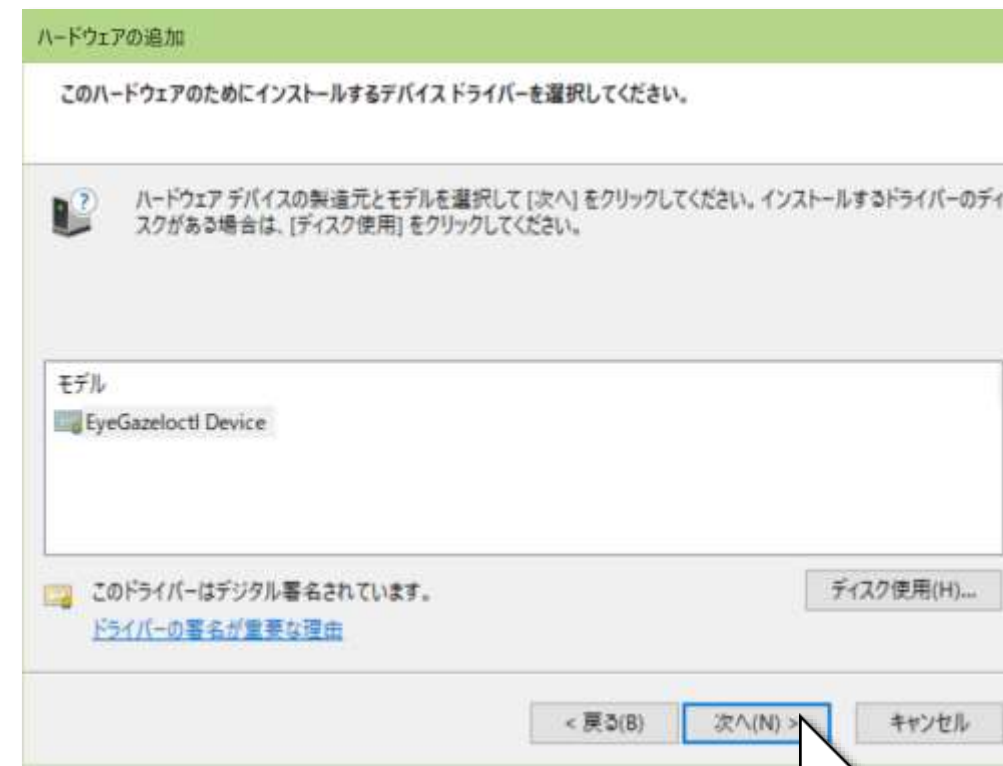 ハードウェアの追加
このハードウェアのためにインストールするデバイス ドライバーを選択してください。
ハードウェア デバイスの製造元とモデルを選択して [次へ] をクリックしてください。インストールするドライバーのディ
スクがある場合は、[ディスク使用] をクリックしてください。
モデル
EyeGazeIoctl Device
このドライバーはデジタル署名されています。
ディスク使用(H)...
ドライバーの署名が重要な理由
< 戻る(B)
次へ(N) >
キャンセル